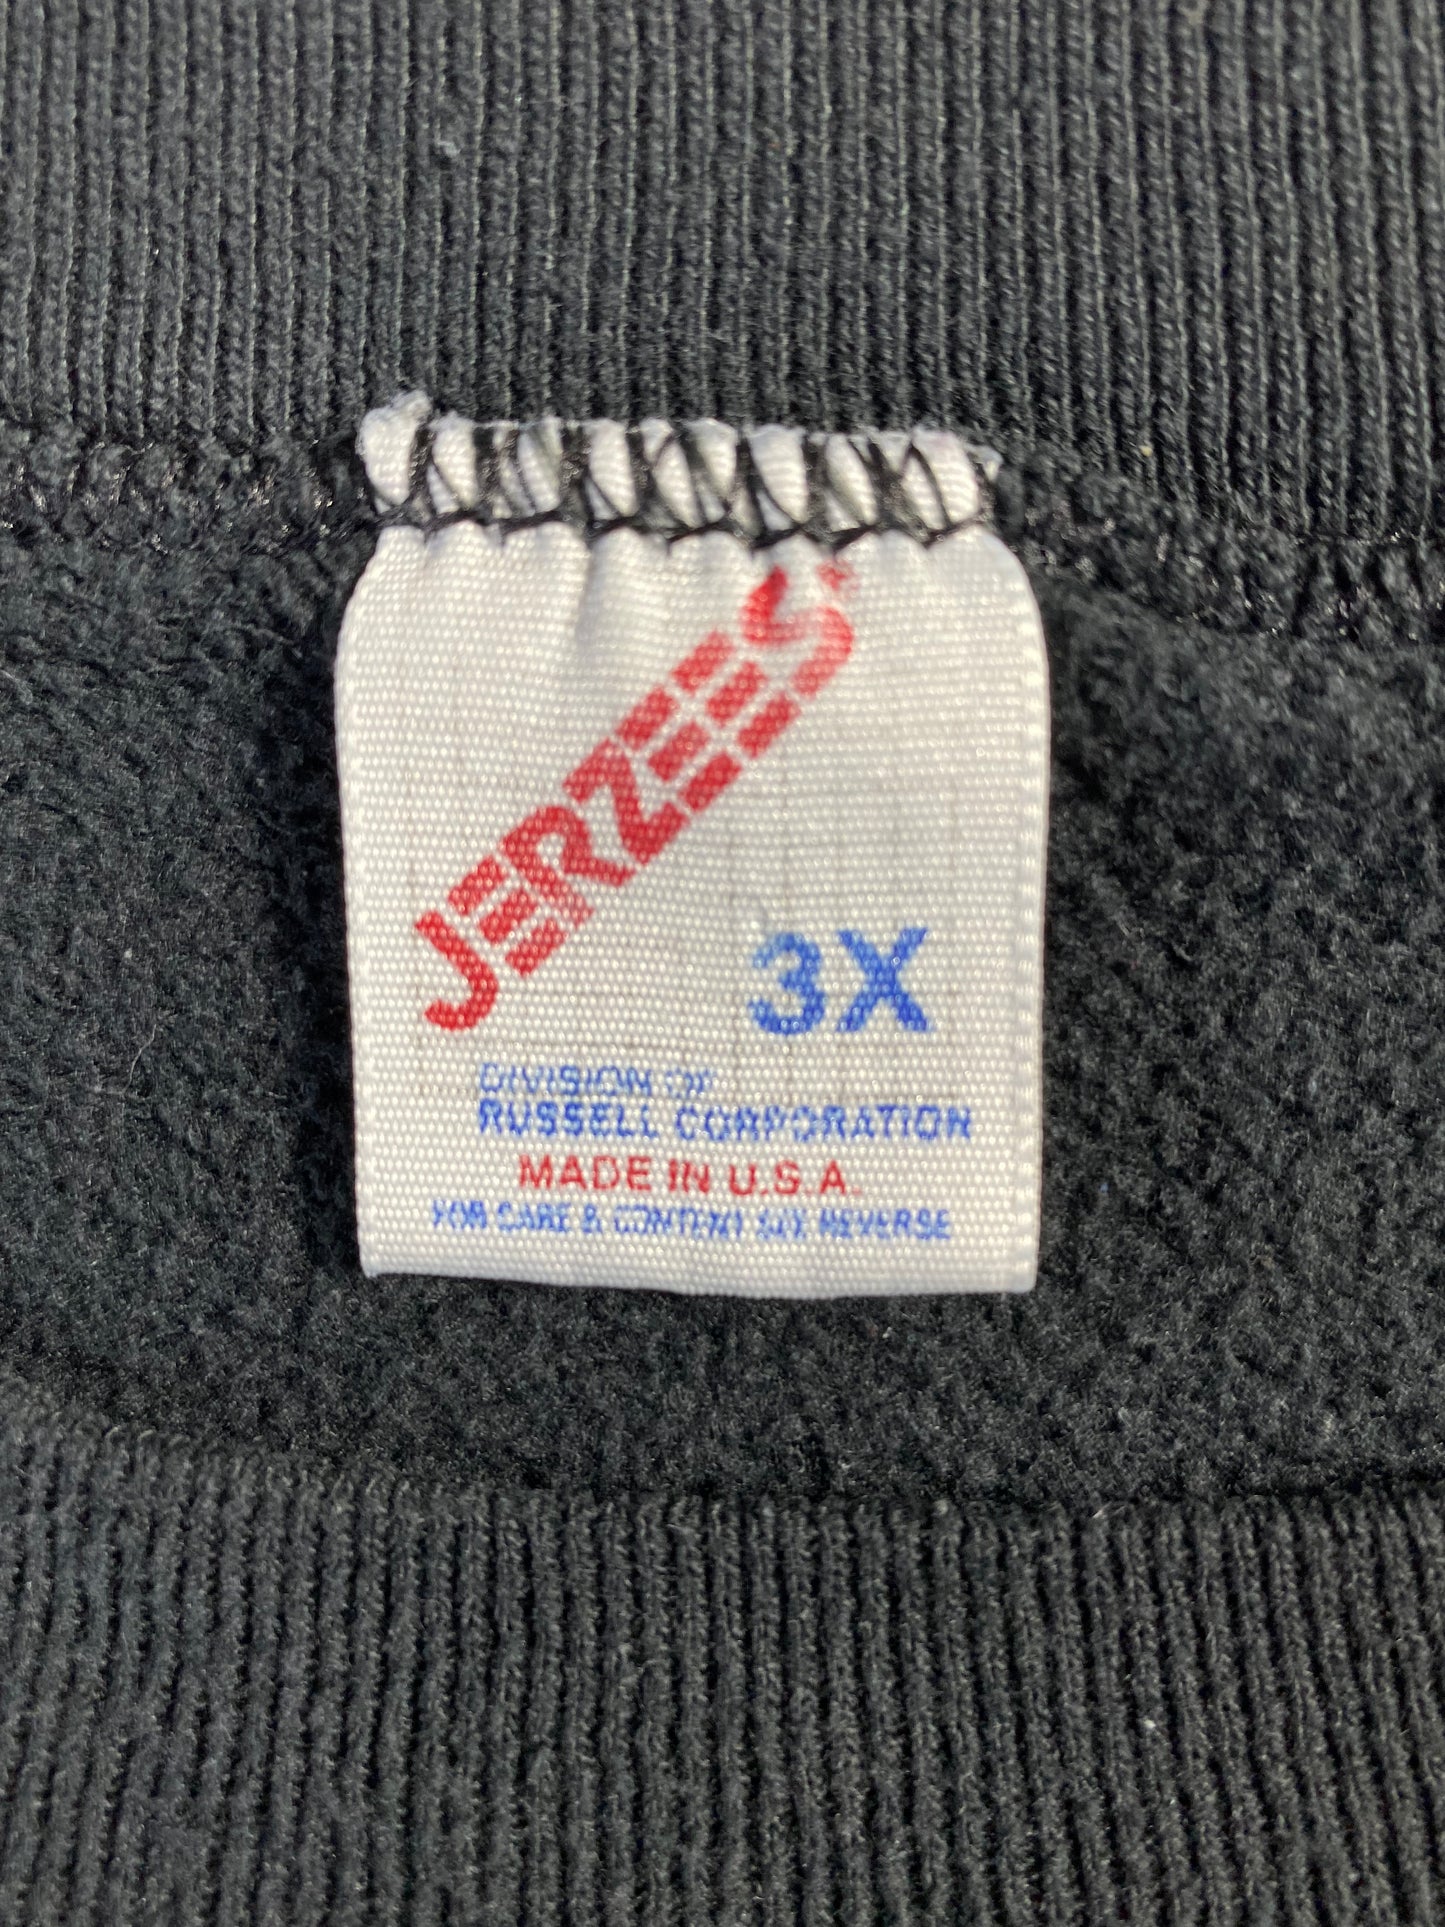 JERZEES
3X
DIVISION OF
RUSSELL CORPORATION
MADE IN U.S.A.
FOR CARE & CONTENT SEE REVERSE